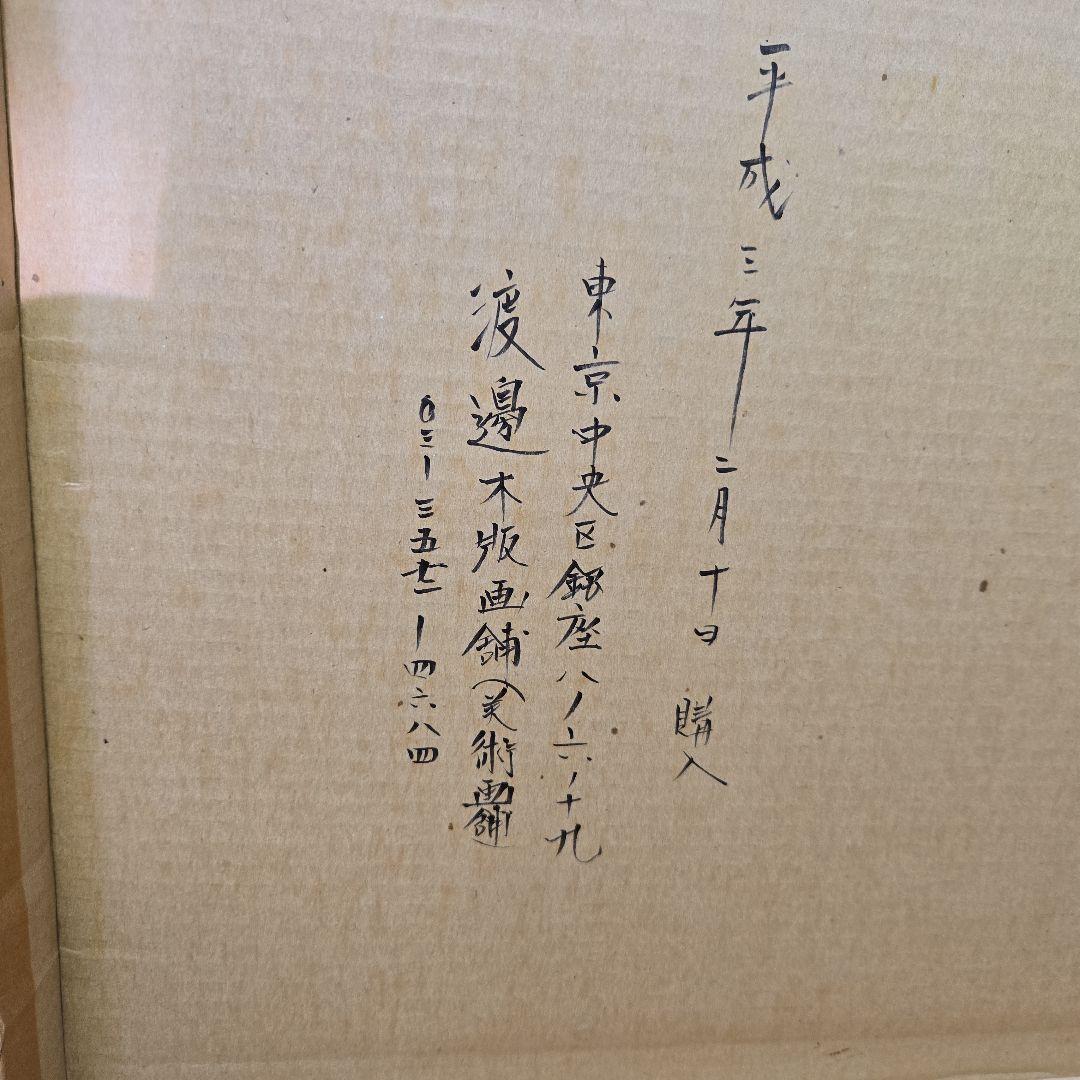 平成三年二月十日 購入
東京中央区銀座八ノ六ノ十九
渡邊木版画舗(美術画舗
〇三-三五七一-四六八四